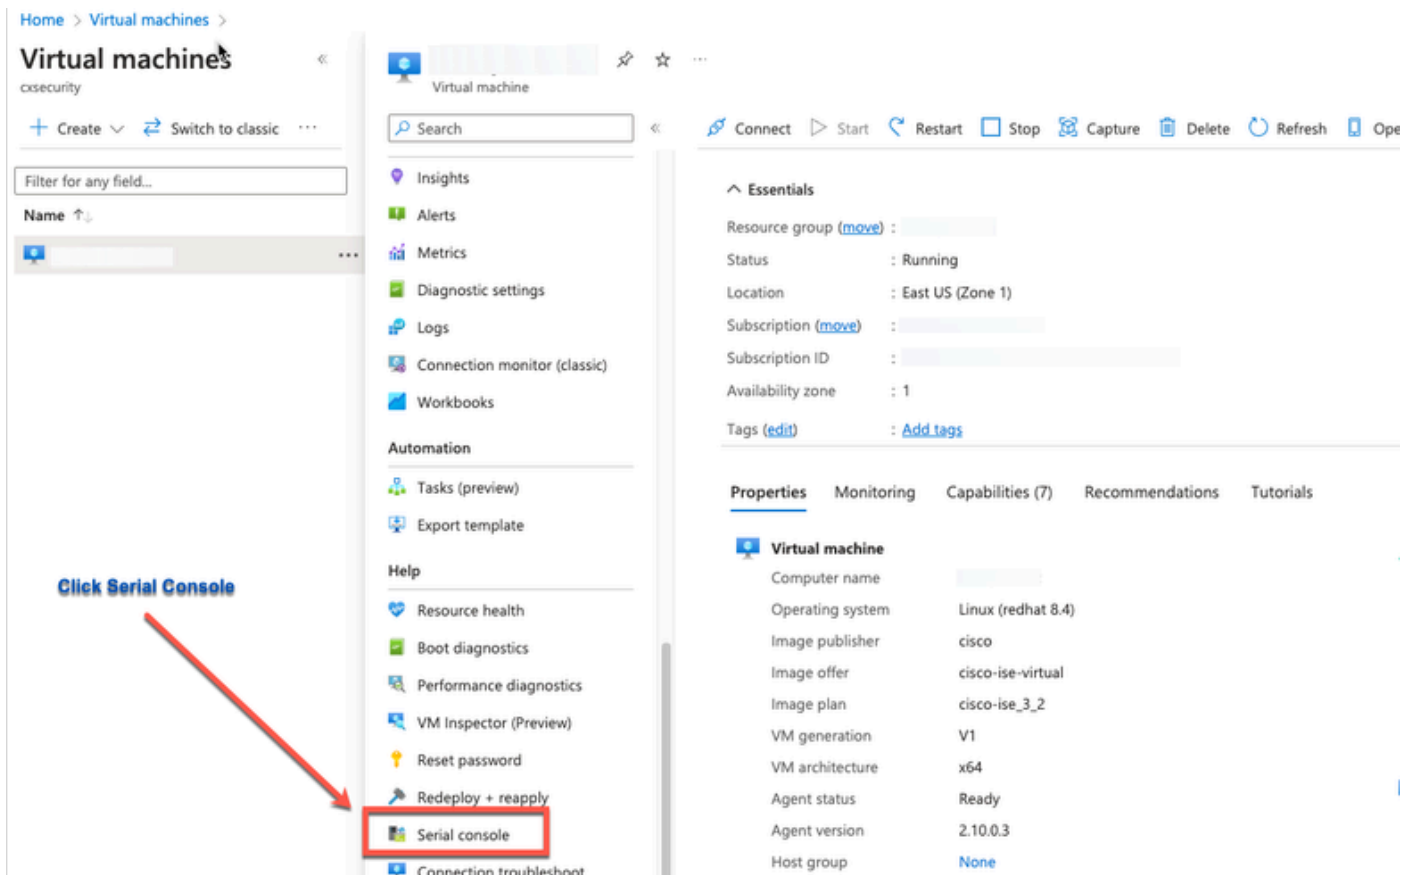 Home > Virtual machines >
Virtual machines «
cxsecurity
+ Create Switch to classic ...
Filter for any field...
Name ↑↓
...
Click Serial Console
...
Virtual machine
Search «
Insights
Alerts
Metrics
Diagnostic settings
Logs
Connection monitor (classic)
Workbooks
Automation
Tasks (preview)
Export template
Help
Resource health
Boot diagnostics
Performance diagnostics
VM Inspector (Preview)
Reset password
Redeploy + reapply
Serial console
Connection troubleshoot
Connect Start Restart Stop Capture Delete Refresh Ope
Essentials
Resource group (move) :
Status : Running
Location : East US (Zone 1)
Subscription (move) :
Subscription ID :
Availability zone : 1
Tags (edit) : Add tags
Properties Monitoring Capabilities (7) Recommendations Tutorials
Virtual machine
Computer name
Operating system Linux (redhat 8.4)
Image publisher cisco
Image offer cisco-ise-virtual
Image plan cisco-ise_3_2
VM generation V1
VM architecture x64
Agent status Ready
Agent version 2.10.0.3
Host group None